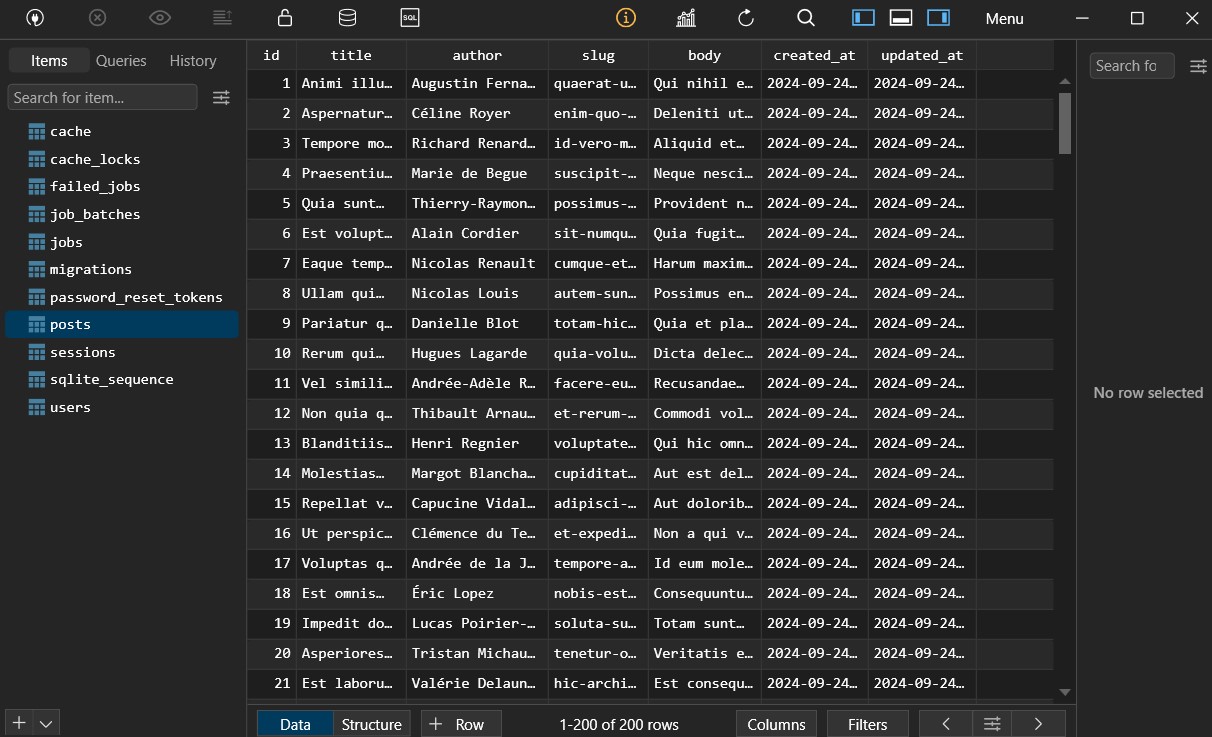 SQL Menu
Items Queries History
Search for item...
cache
cache_locks
failed_jobs
job_batches
jobs
migrations
password_reset_tokens
posts
sessions
sqlite_sequence
users
id title author slug body created_at updated_at
1 Animi illu… Augustin Ferna… quaerat-u… Qui nihil e… 2024-09-24… 2024-09-24…
2 Aspernatur… Céline Royer enim-quo-… Deleniti ut… 2024-09-24… 2024-09-24…
3 Tempore mo… Richard Renard… id-vero-m… Aliquid et… 2024-09-24… 2024-09-24…
4 Praesentiu… Marie de Begue suscipit-… Neque nesci… 2024-09-24… 2024-09-24…
5 Quia sunt… Thierry-Raymon… possimus-… Provident n… 2024-09-24… 2024-09-24…
6 Est volupt… Alain Cordier sit-numqu… Quia fugit… 2024-09-24… 2024-09-24…
7 Eaque temp… Nicolas Renault cumque-et… Harum maxim… 2024-09-24… 2024-09-24…
8 Ullam qui… Nicolas Louis autem-sun… Possimus en… 2024-09-24… 2024-09-24…
9 Pariatur q… Danielle Blot totam-hic… Quia et pla… 2024-09-24… 2024-09-24…
10 Rerum qui… Hugues Lagarde quia-volu… Dicta delec… 2024-09-24… 2024-09-24…
11 Vel simili… Andrée-Adèle R… facere-eu… Recusandae… 2024-09-24… 2024-09-24…
12 Non quia q… Thibault Arnau… et-rerum-… Commodi vol… 2024-09-24… 2024-09-24…
13 Blanditiis… Henri Regnier voluptate… Qui hic omn… 2024-09-24… 2024-09-24…
14 Molestias… Margot Blancha… cupiditat… Aut est del… 2024-09-24… 2024-09-24…
15 Repellat v… Capucine Vidal… adipisci-… Aut dolorib… 2024-09-24… 2024-09-24…
16 Ut perspic… Clémence du Te… et-expedi… Non a qui v… 2024-09-24… 2024-09-24…
17 Voluptas q… Andrée de la J… tempore-a… Id eum mole… 2024-09-24… 2024-09-24…
18 Est omnis… Éric Lopez nobis-est… Consequuntu… 2024-09-24… 2024-09-24…
19 Impedit do… Lucas Poirier-… soluta-su… Totam sunt… 2024-09-24… 2024-09-24…
20 Asperiores… Tristan Michau… tenetur-o… Veritatis e… 2024-09-24… 2024-09-24…
21 Est laboru… Valérie Delaun… hic-archi… Est consequ… 2024-09-24… 2024-09-24…
Search fo
No row selected
Data Structure + Row 1-200 of 200 rows Columns Filters